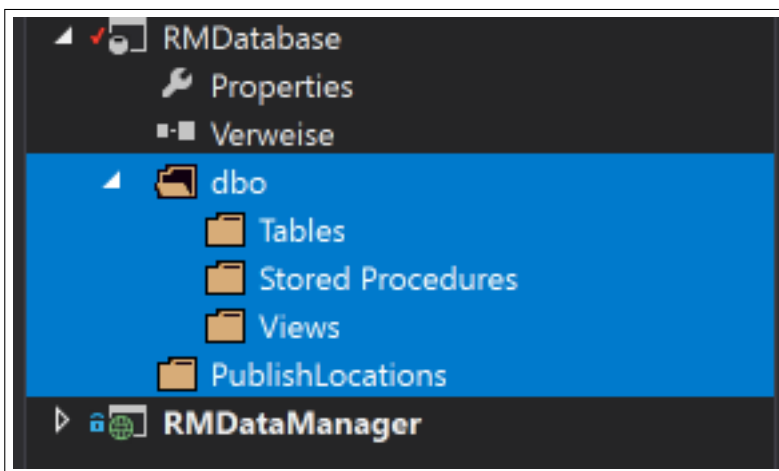 RMDatabase
Properties
Verweise
dbo
Tables
Stored Procedures
Views
PublishLocations
RMDataManager